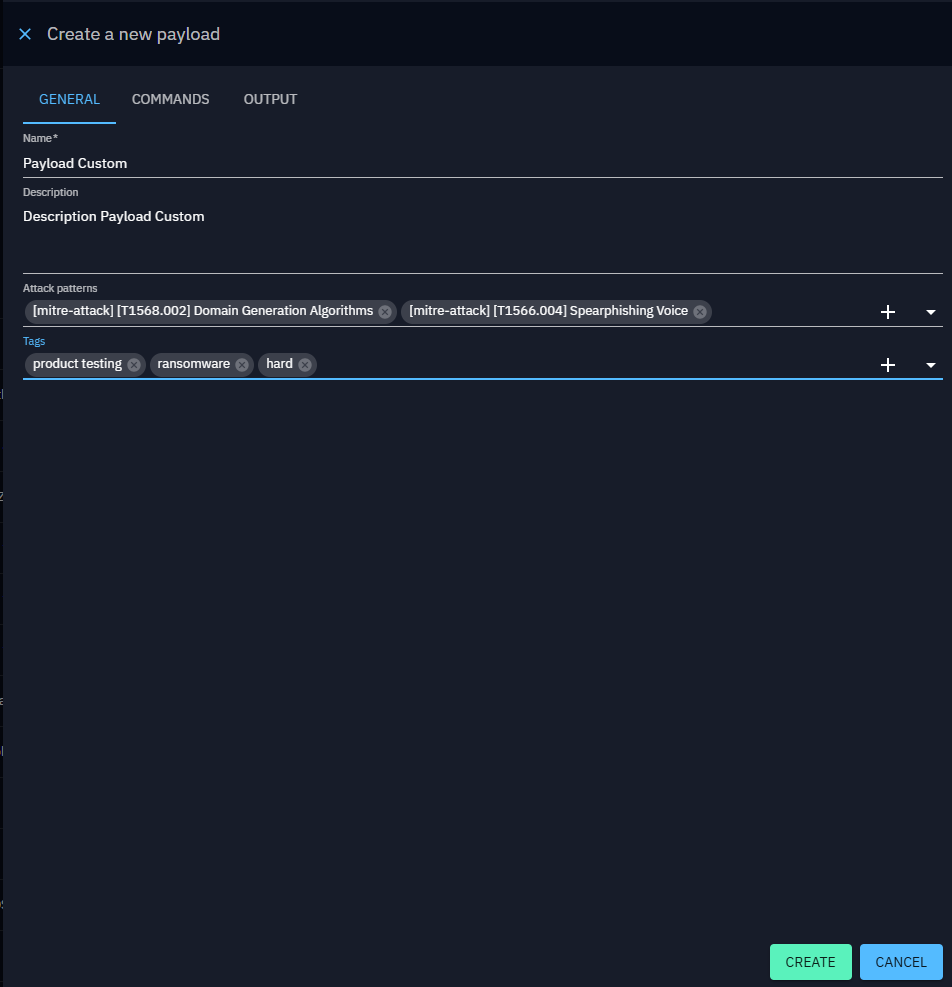 Create a new payload
GENERAL COMMANDS OUTPUT
Name*
Payload Custom
Description
Description Payload Custom
Attack patterns
[mitre-attack] [T1568.002] Domain Generation Algorithms [mitre-attack] [T1566.004] Spearphishing Voice
Tags
product testing ransomware hard
CREATE CANCEL